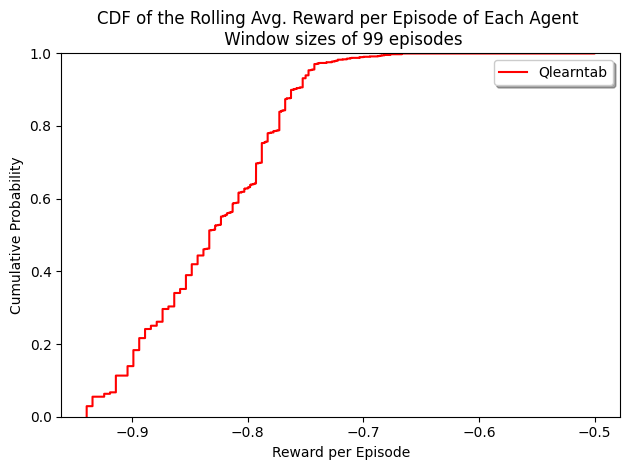 CDF of the Rolling Avg. Reward per Episode of Each Agent
Window sizes of 99 episodes
Qlearntab
Cumulative Probability
1.0
0.8
0.6
0.4
0.2
0.0
−0.9 −0.8 −0.7 −0.6 −0.5
Reward per Episode